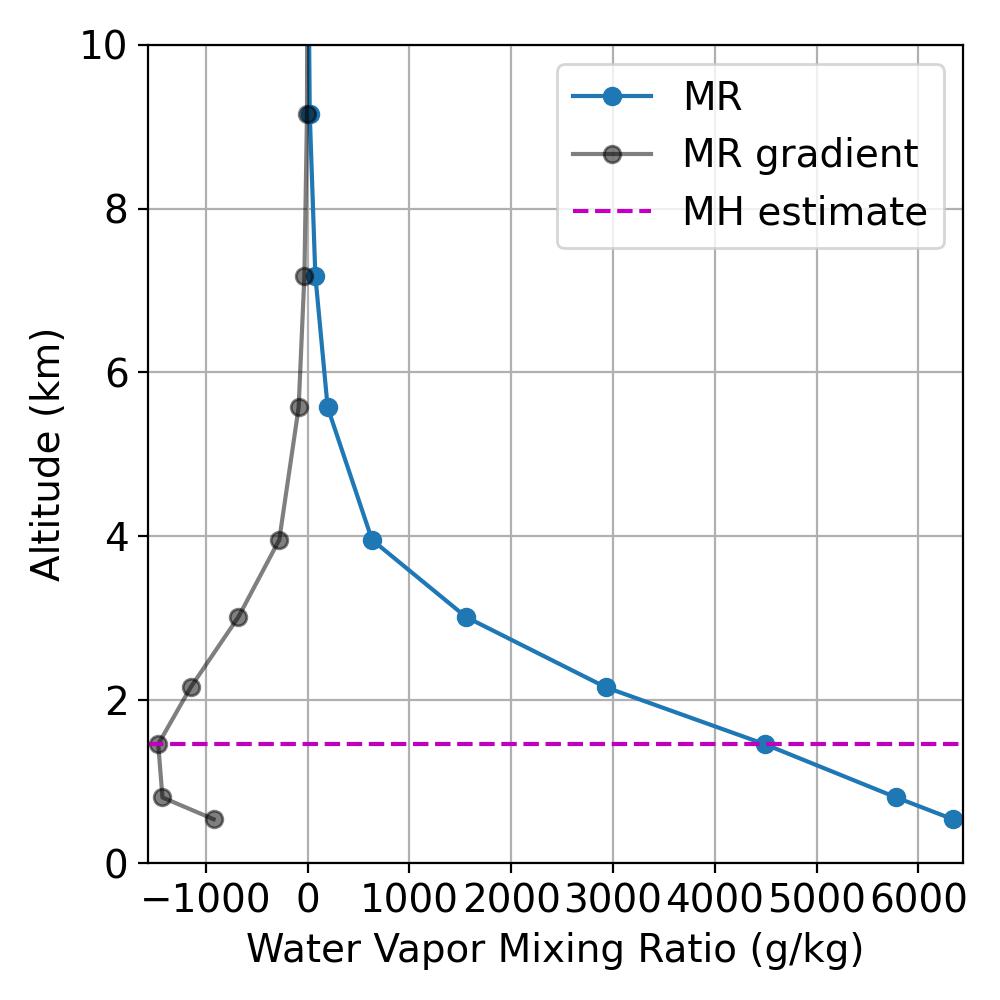 10
8
6
4
2
0
Altitude (km)
MR
MR gradient
MH estimate
−1000 0 1000 2000 3000 4000 5000 6000
Water Vapor Mixing Ratio (g/kg)